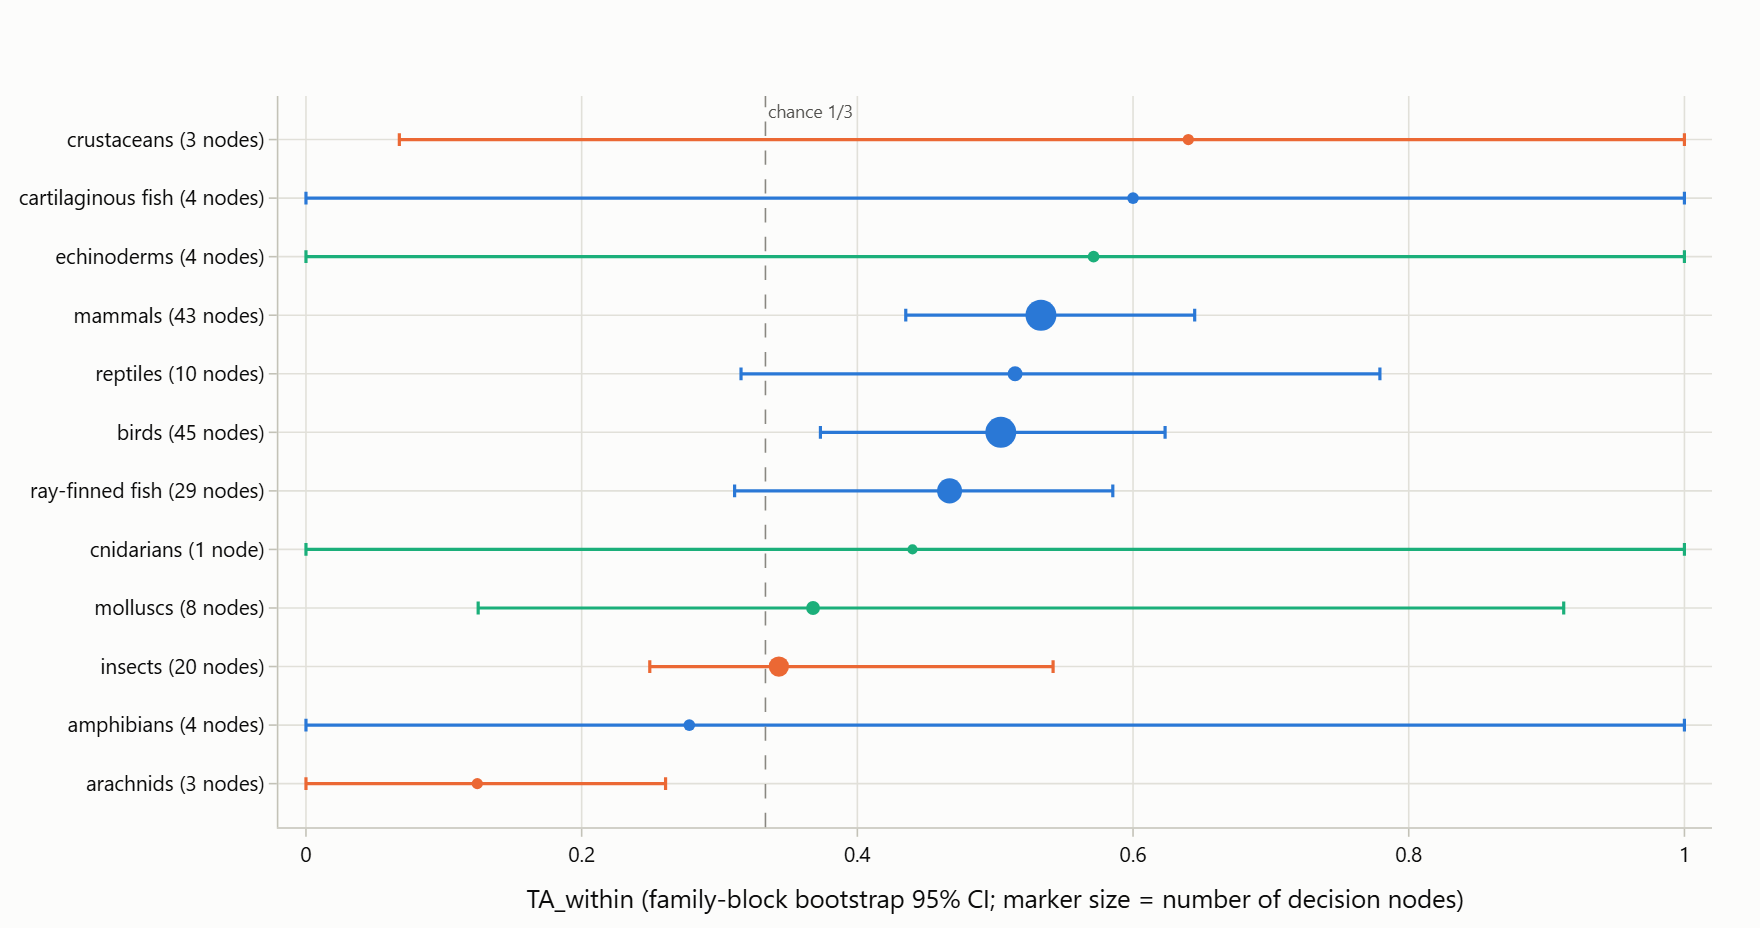 chance 1/3
crustaceans (3 nodes)
cartilaginous fish (4 nodes)
echinoderms (4 nodes)
mammals (43 nodes)
reptiles (10 nodes)
birds (45 nodes)
ray-finned fish (29 nodes)
cnidarians (1 node)
molluscs (8 nodes)
insects (20 nodes)
amphibians (4 nodes)
arachnids (3 nodes)
0 0.2 0.4 0.6 0.8 1
TA_within (family-block bootstrap 95% CI; marker size = number of decision nodes)